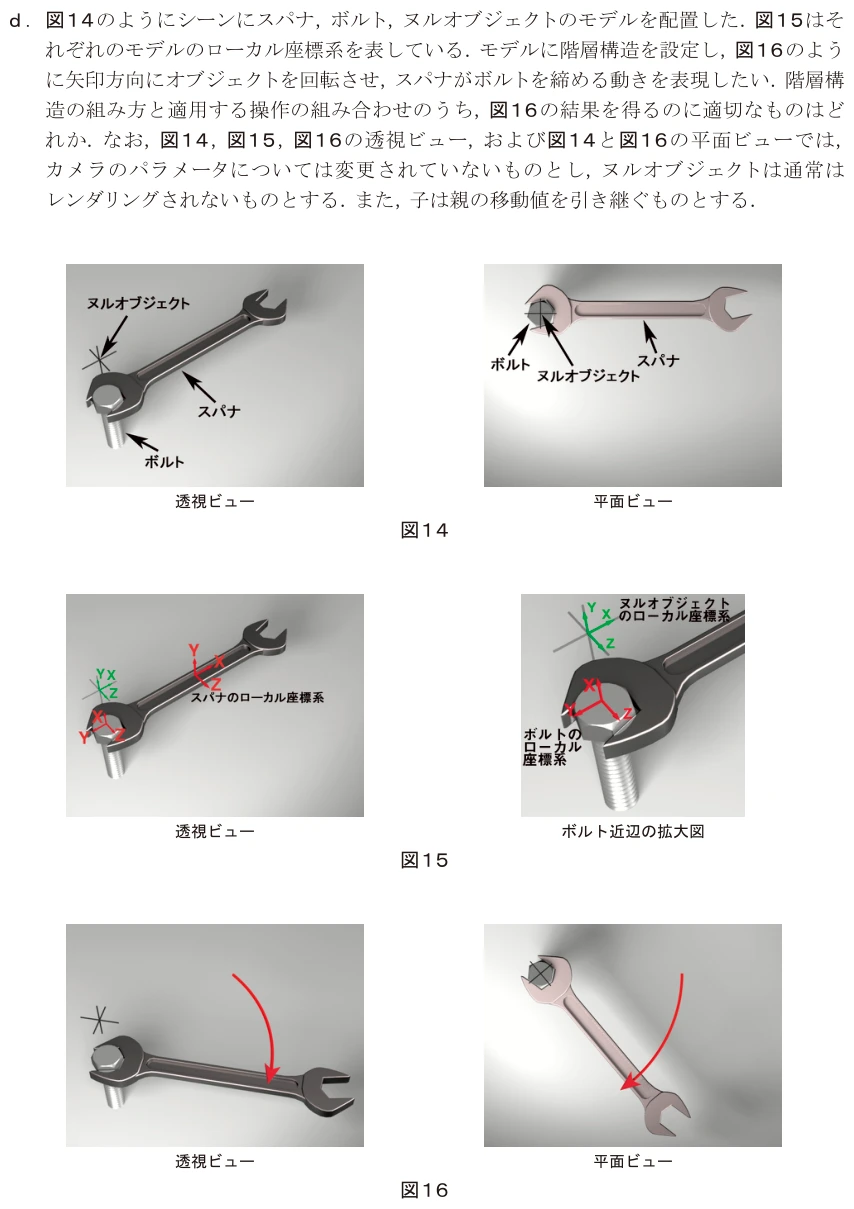 d．図14のようにシーンにスパナ，ボルト，ヌルオブジェクトのモデルを配置した．図15はそ
れぞれのモデルのローカル座標系を表している．モデルに階層構造を設定し，図16のよう
に矢印方向にオブジェクトを回転させ，スパナがボルトを締める動きを表現したい．階層構
造の組み方と適用する操作の組み合わせのうち，図16の結果を得るのに適切なものはど
れか．なお，図14，図15，図16の透視ビュー，および図14と図16の平面ビューでは，
カメラのパラメータについては変更されていないものとし，ヌルオブジェクトは通常は
レンダリングされないものとする．また，子は親の移動値を引き継ぐものとする．
ヌルオブジェクト
スパナ
ボルト
透視ビュー
ボルト
ヌルオブジェクト
スパナ
平面ビュー
図14
Y
X
Z
Y
X
Z
スパナのローカル座標系
X
Y
Z
透視ビュー
Y
X
Z
ヌルオブジェクト
のローカル座標系
X
Y
Z
ボルトの
ローカル
座標系
ボルト近辺の拡大図
図15
透視ビュー
平面ビュー
図16